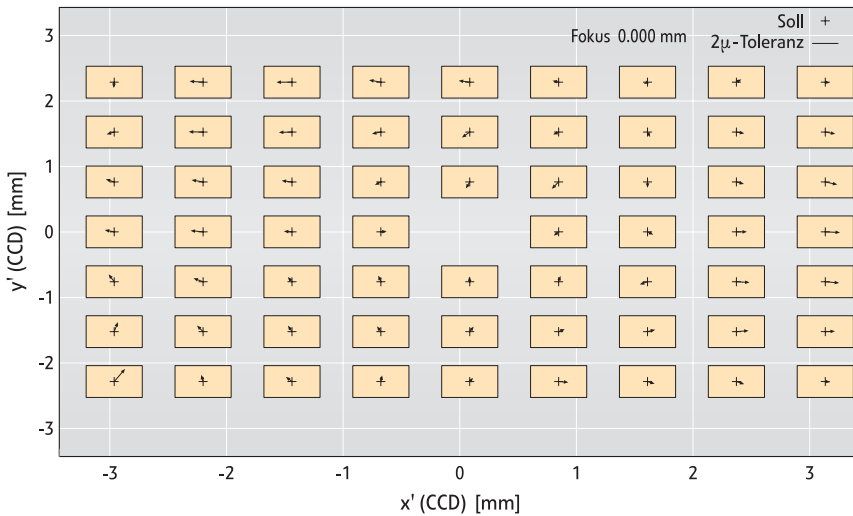 Soll
Fokus 0.000 mm
2μ-Toleranz
3
2
1
0
-1
-2
-3
y' (CCD) [mm]
-3 -2 -1 0 1 2 3
x' (CCD) [mm]